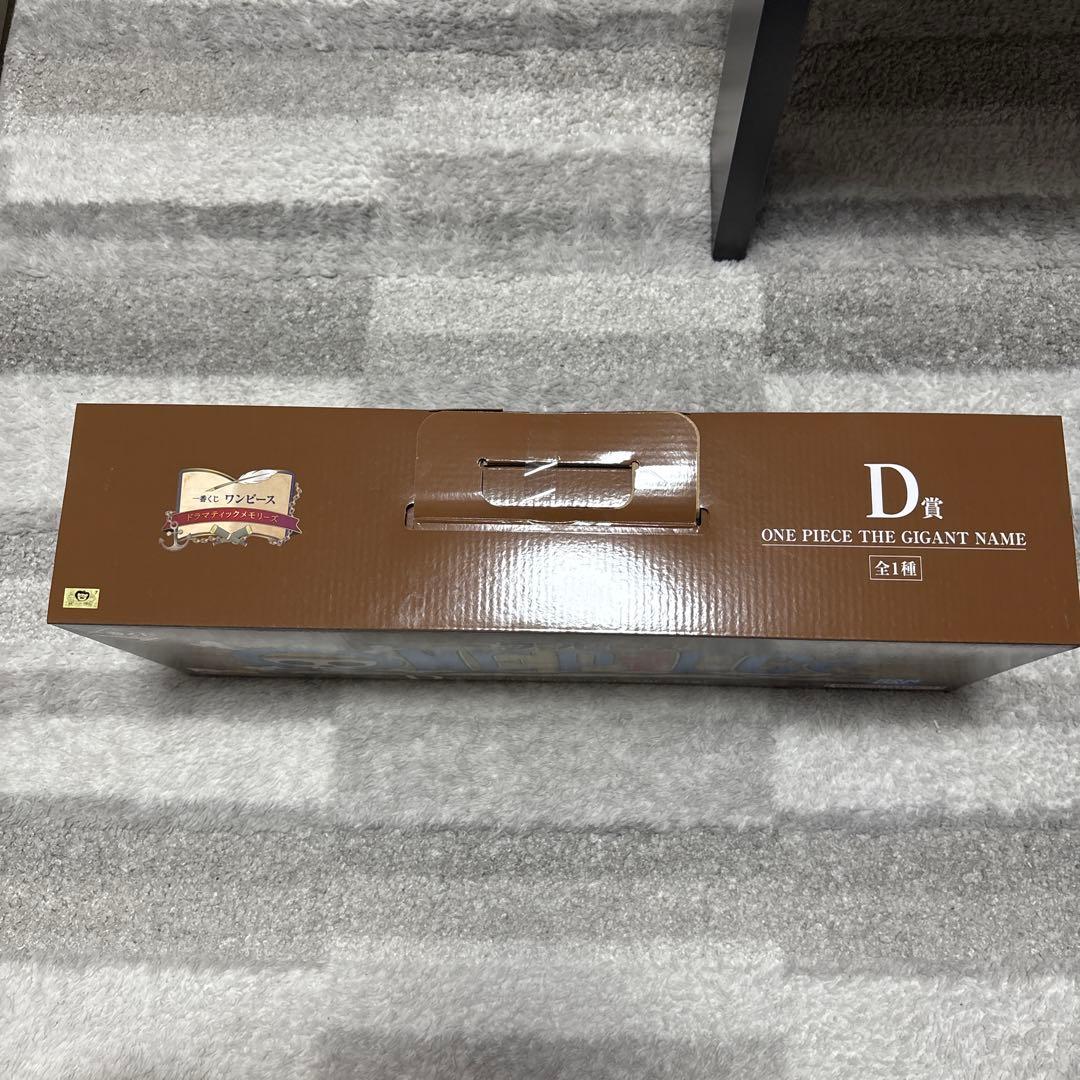 一番くじ ワンピース
ドラマティックメモリーズ
D賞
ONE PIECE THE GIGANT NAME
全1種